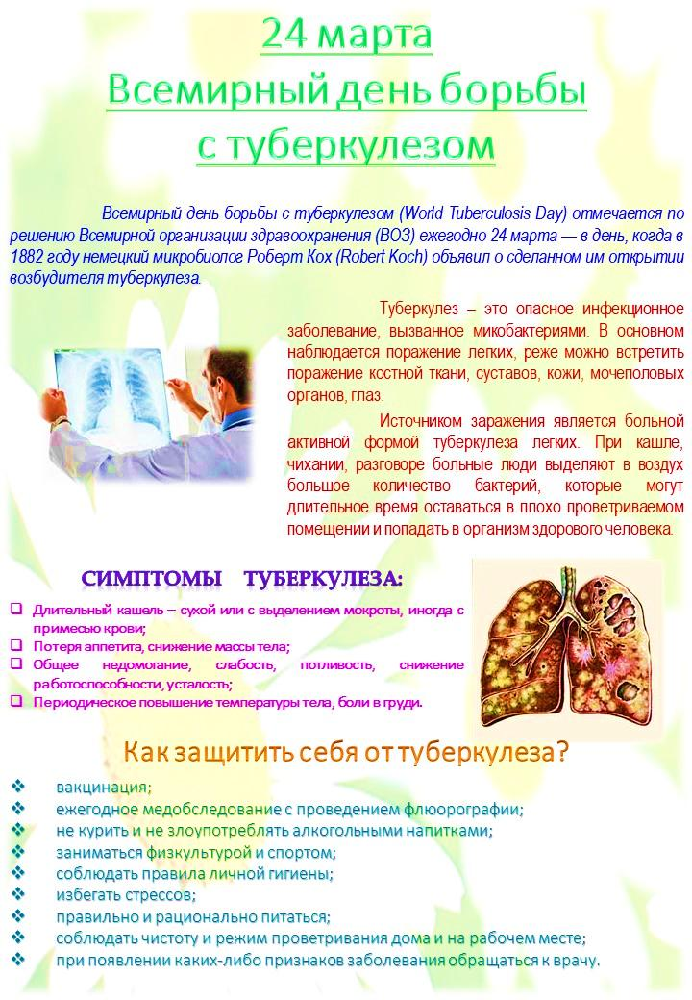 24 марта
Всемирный день борьбы
с туберкулезом
Всемирный день борьбы с туберкулезом (World Tuberculosis Day) отмечается по
решению Всемирной организации здравоохранения (ВОЗ) ежегодно 24 марта — в день, когда в
1882 году немецкий микробиолог Роберт Кох (Robert Koch) объявил о сделанном им открытии
возбудителя туберкулеза.
Туберкулез – это опасное инфекционное
заболевание, вызванное микобактериями. В основном
наблюдается поражение легких, реже можно встретить
поражение костной ткани, суставов, кожи, мочеполовых
органов, глаз.
Источником заражения является больной
активной формой туберкулеза легких. При кашле,
чихании, разговоре больные люди выделяют в воздух
большое количество бактерий, которые могут
длительное время оставаться в плохо проветриваемом
помещении и попадать в организм здорового человека.
СИМПТОМЫ ТУБЕРКУЛЕЗА:
❑ Длительный кашель – сухой или с выделением мокроты, иногда с
примесью крови;
❑ Потеря аппетита, снижение массы тела;
❑ Общее недомогание, слабость, потливость, снижение
работоспособности, усталость;
❑ Периодическое повышение температуры тела, боли в груди.
Как защитить себя от туберкулеза?
❖ вакцинация;
❖ ежегодное медобследование с проведением флюорографии;
❖ не курить и не злоупотреблять алкогольными напитками;
❖ заниматься физкультурой и спортом;
❖ соблюдать правила личной гигиены;
❖ избегать стрессов;
❖ правильно и рационально питаться;
❖ соблюдать чистоту и режим проветривания дома и на рабочем месте;
❖ при появлении каких-либо признаков заболевания обращаться к врачу.